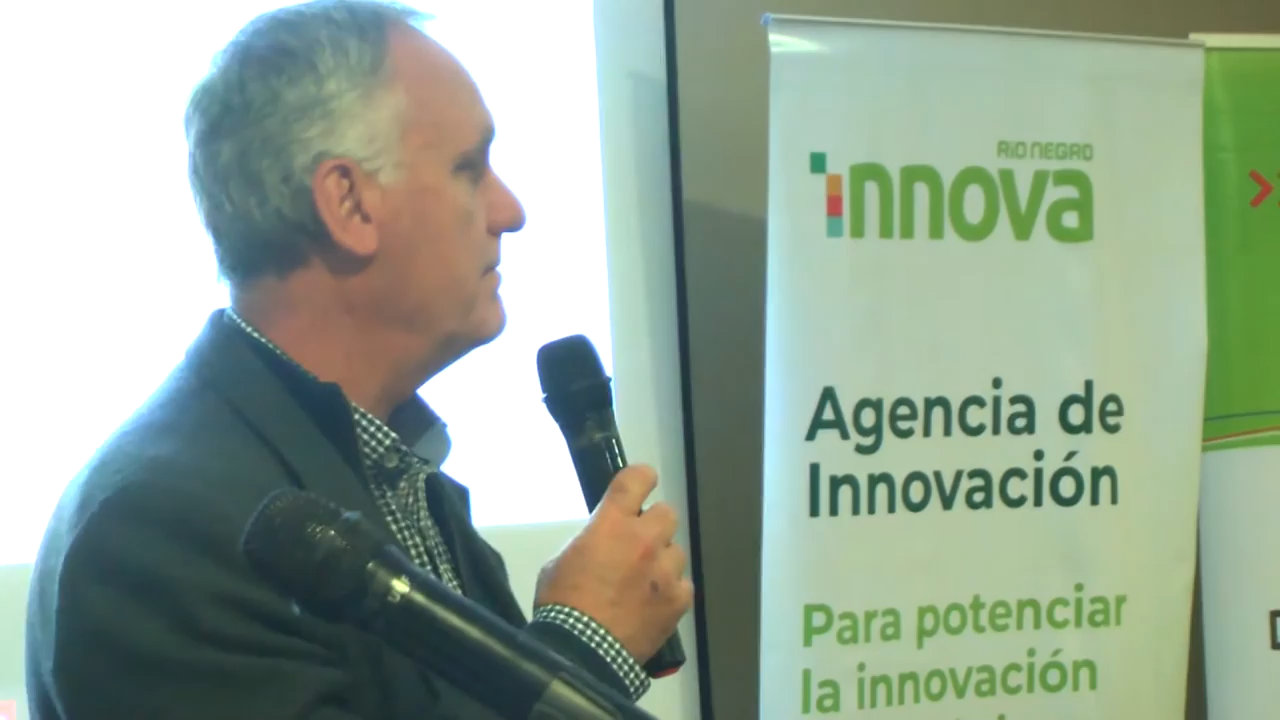 RIO NEGRO
innova
Agencia de
Innovación
Para potenciar
la innovación